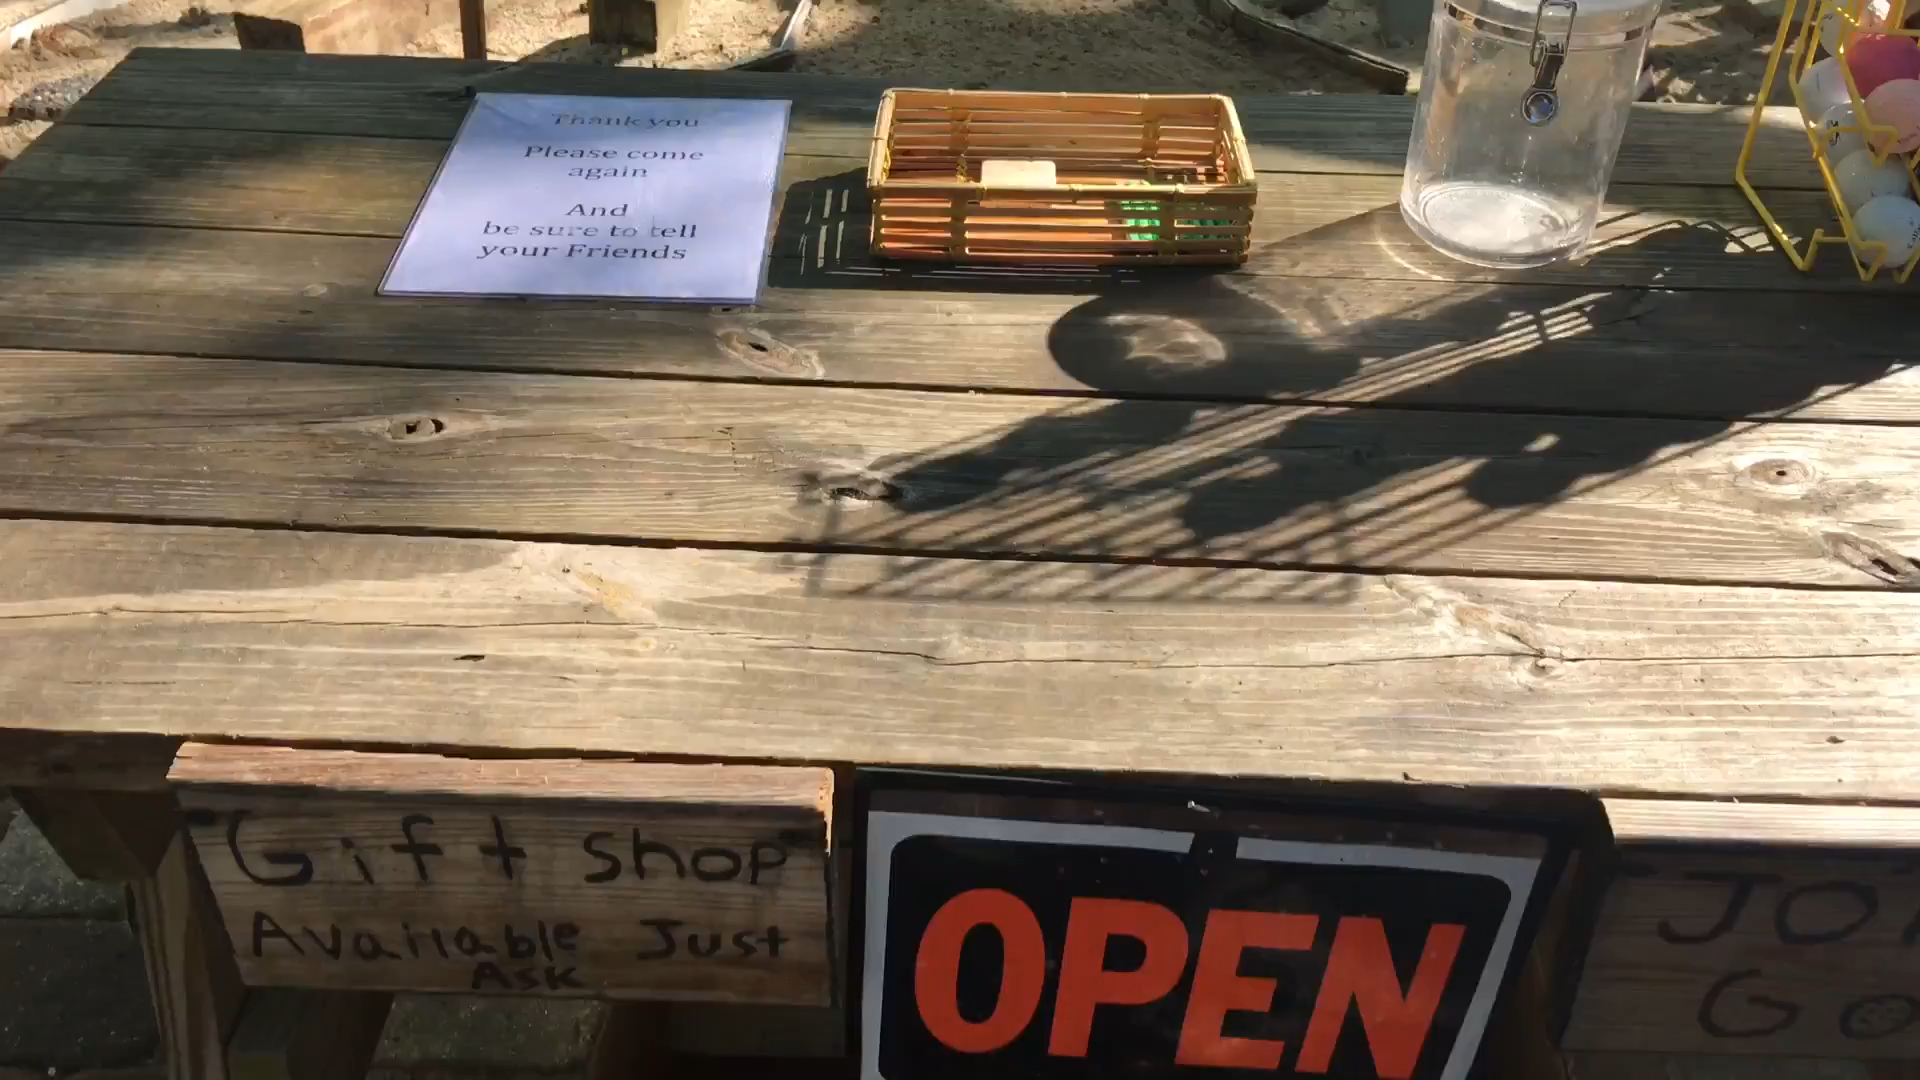 Thank you
Please come
again
And
be sure to tell
your Friends
"Gift Shop"
Available Just
Ask
OPEN